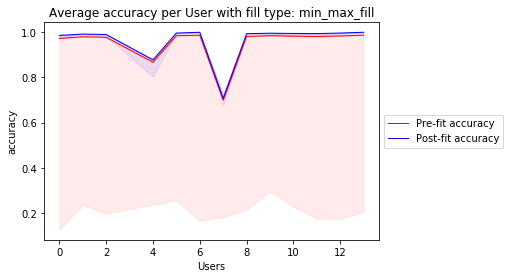 Average accuracy per User with fill type: min_max_fill
1.0
0.8
0.6
0.4
0.2
accuracy
0 2 4 6 8 10 12
Users
Pre-fit accuracy
Post-fit accuracy